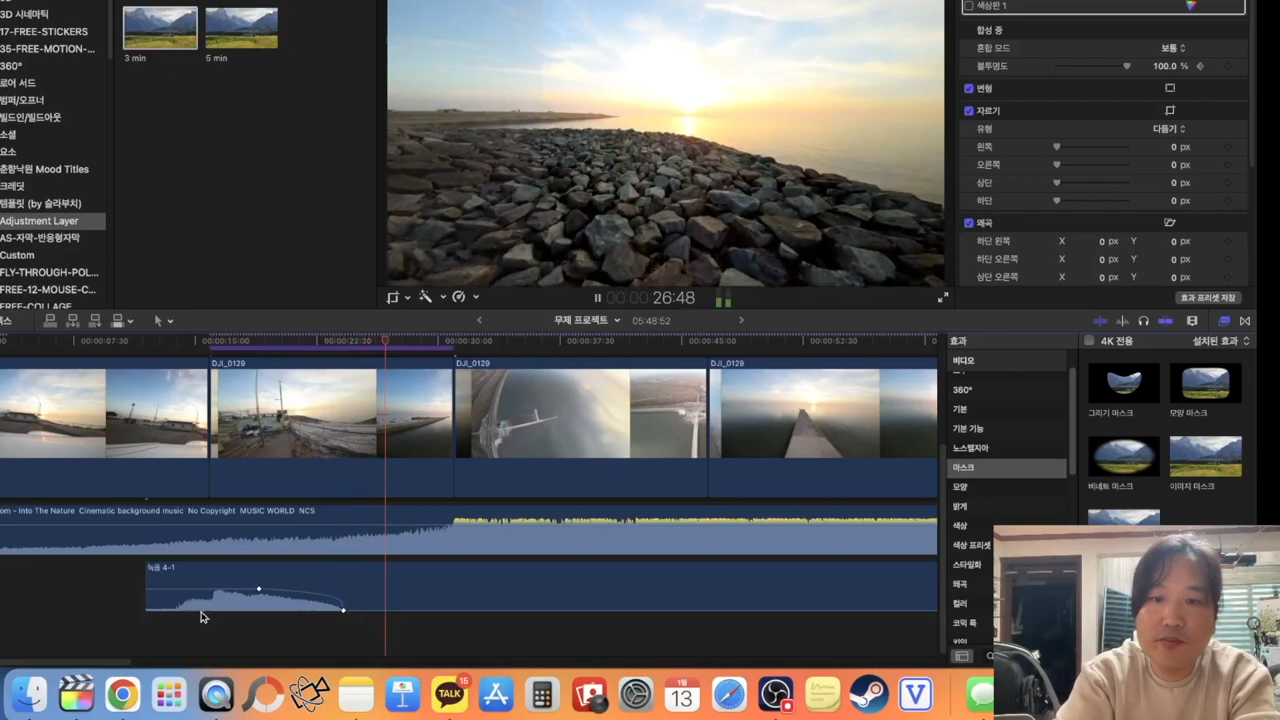 3D 시네마틱
17-FREE-STICKERS
35-FREE-MOTION-...
360°
로어 서드
범퍼/오프너
빌드인/빌드아웃
소셜
요소
춘향낙원 Mood Titles
크레딧
템플릿 (by 슬라부치)
Adjustment Layer
AS-자막-반응형자막
Custom
FLY-THROUGH-POL...
FREE-12-MOUSE-C...
FREE-COLLAGE
3 min
5 min
색상판 1
합성 중
혼합 모드 보통
불투명도 100.0 %
변형
자르기
유형 다듬기
왼쪽 0 px
오른쪽 0 px
상단 0 px
하단 0 px
왜곡
하단 왼쪽 X 0 px Y 0 px
하단 오른쪽 X 0 px Y 0 px
상단 오른쪽 X 0 px Y 0 px
효과 프리셋 저장
00:00 26:48
무제 프로젝트 05:48:52
00:00:07:30
00:00:15:00
00:00:22:30
00:00:30:00
00:00:37:30
00:00:45:00
00:00:52:30
DJI_0129
DJI_0129
DJI_0129
om - Into The Nature Cinematic background music No Copyright MUSIC WORLD NCS
녹음 4-1
효과
4K 전용
설치된 효과
비디오
360°
기본
기본 기능
노스텔지아
마스크
모양
밝게
색상
색상 프리셋
스타일화
왜곡
컬러
코믹 룩
그리기 마스크
모양 마스크
비네트 마스크
이미지 마스크
TALK
15
1월
13
V